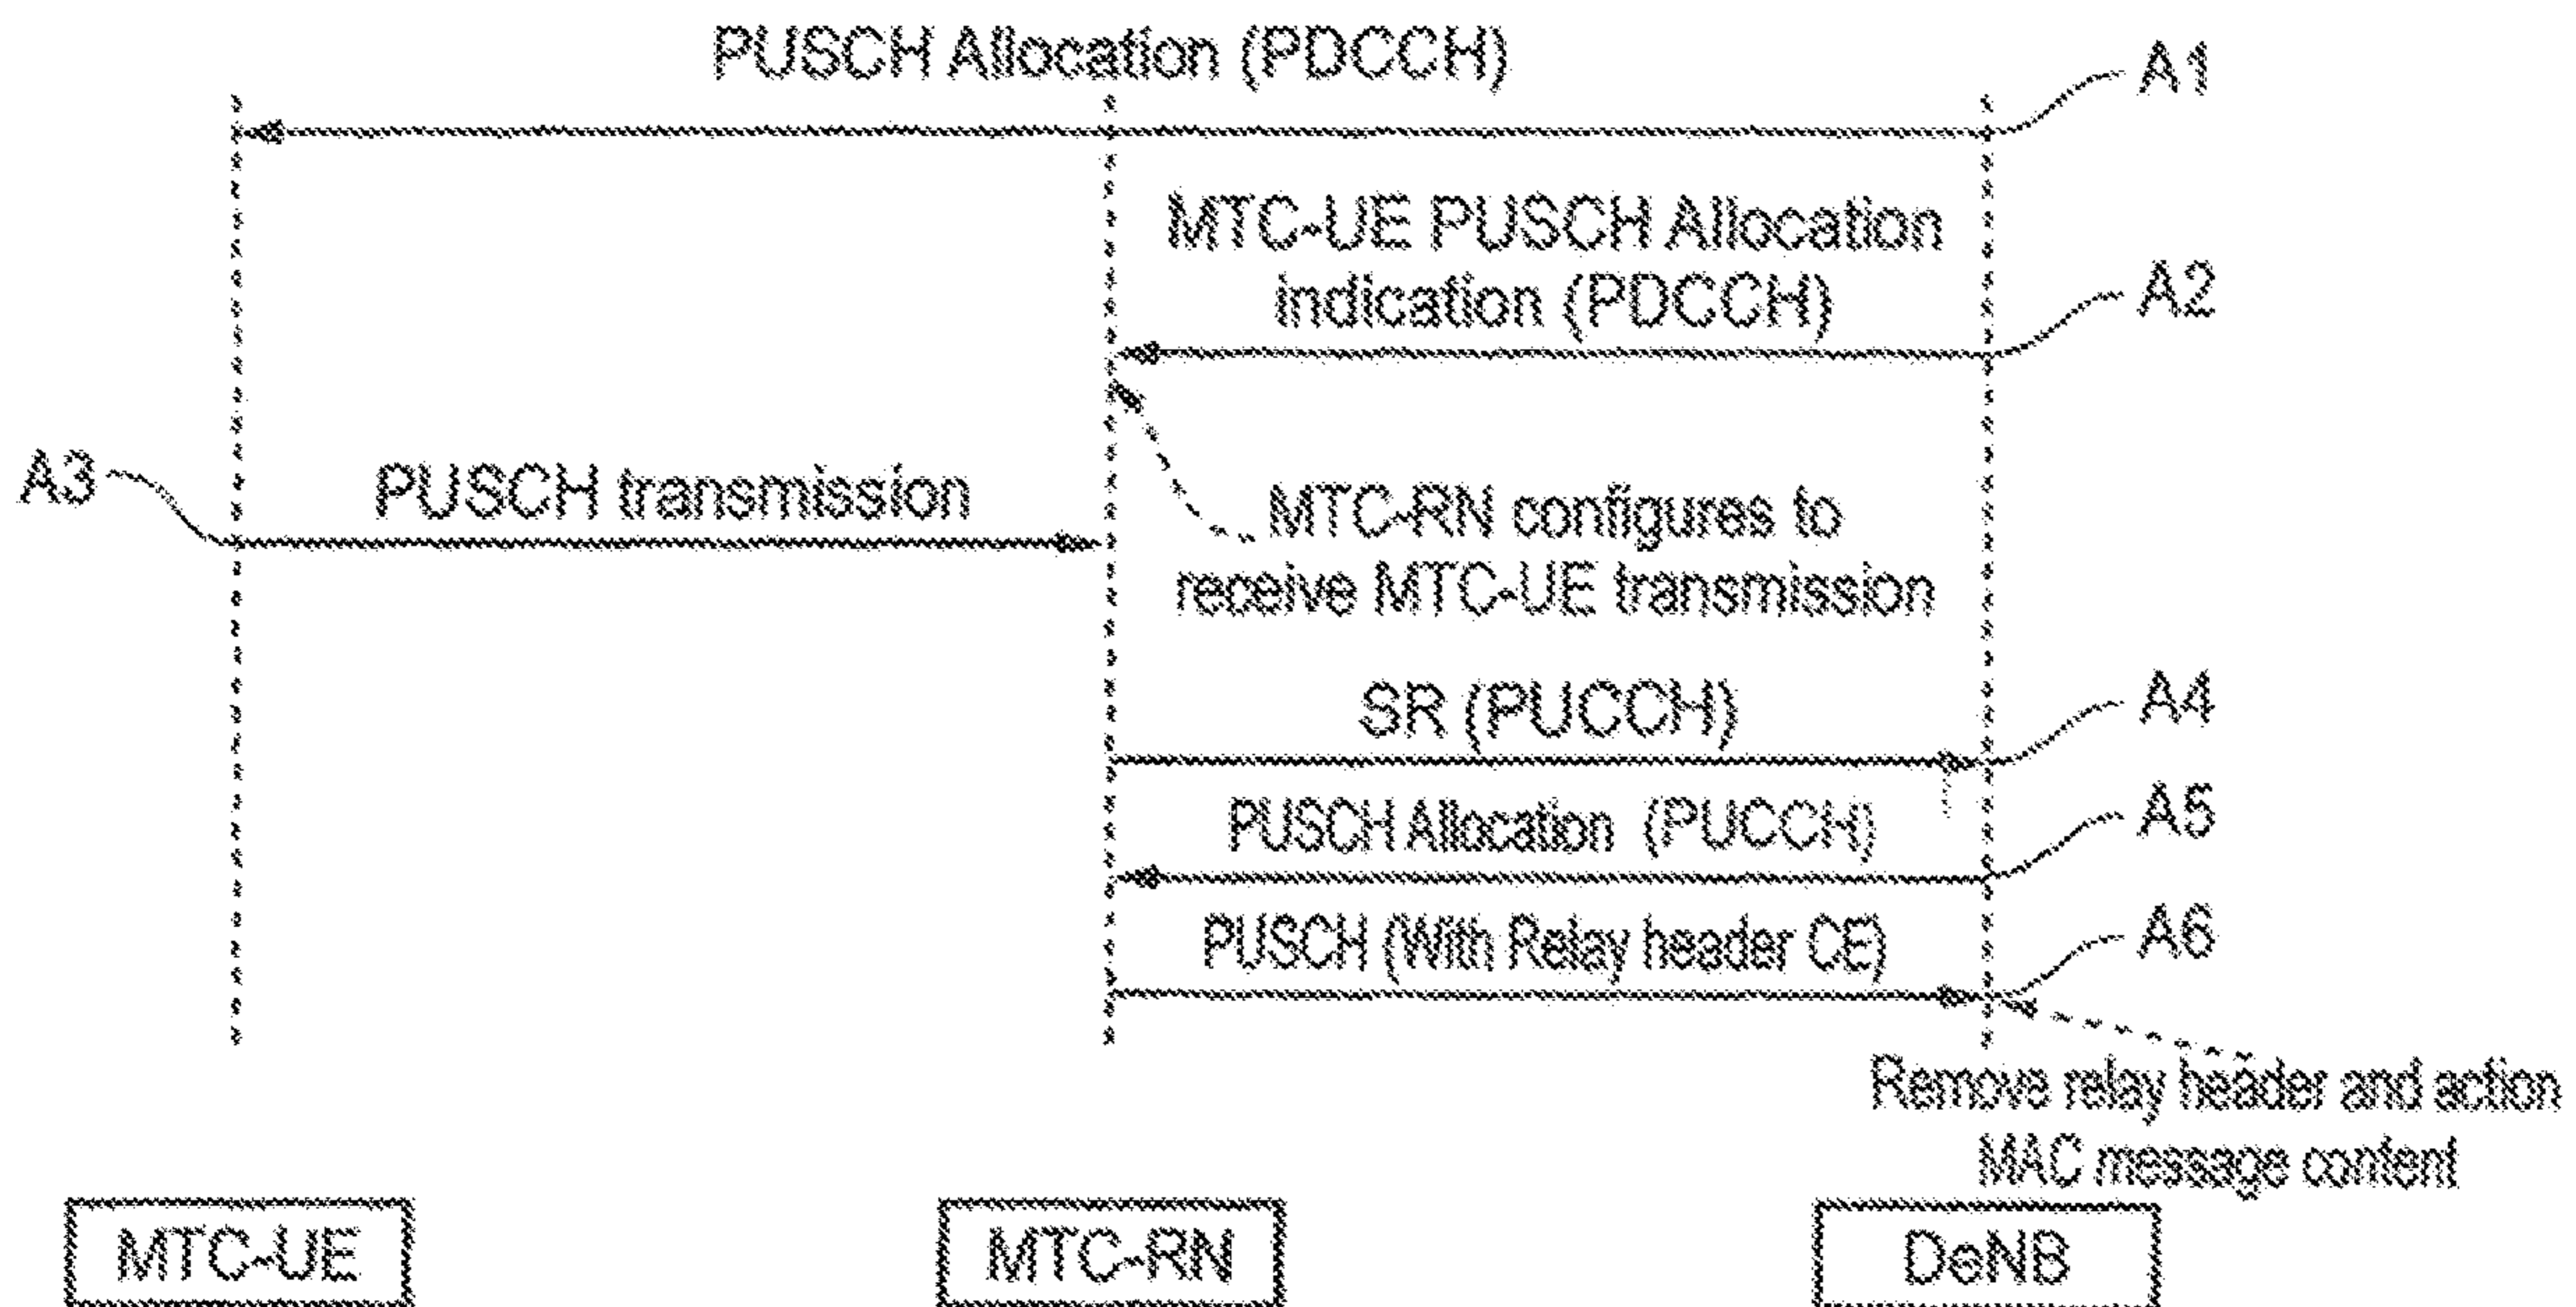 PUSCH Allocation (PDCCH)
A1
MTC-UE PUSCH Allocation
Indication (PDCCH)
A2
A3
PUSCH transmission
MTC-RN configures to
receive MTC-UE transmission
SR (PUCCH)
A4
PUSCH Allocation (PUCCH)
A5
PUSCH (With Relay header CE)
A6
Remove relay header and action
MAC message content
MTC-UE
MTC-RN
DeNB